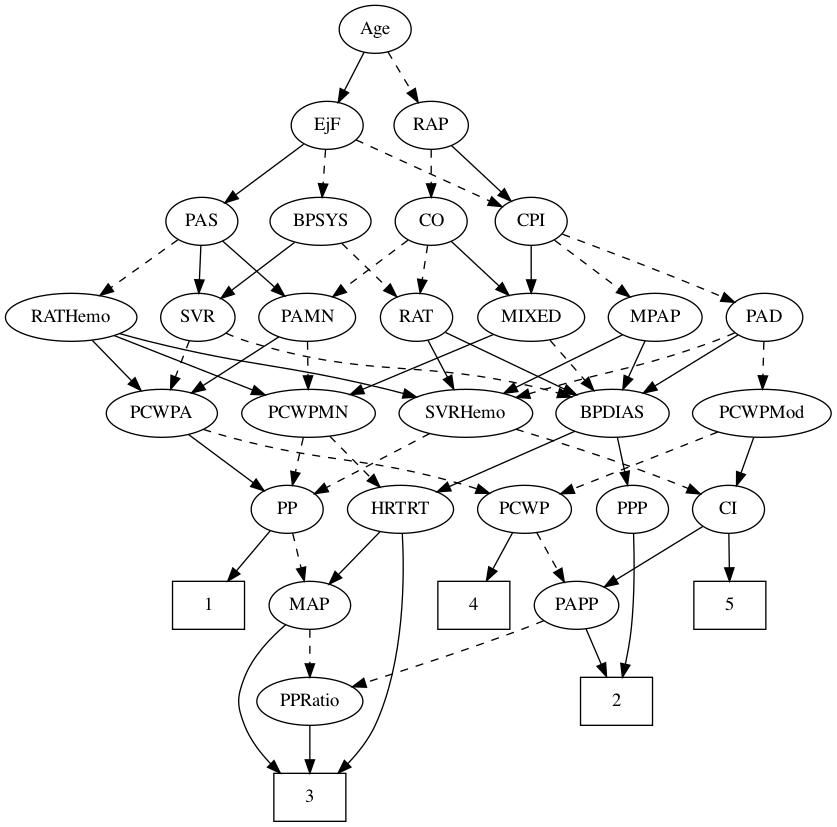 Age
EjF
RAP
PAS
BPSYS
CO
CPI
RATHemo
SVR
PAMN
RAT
MIXED
MPAP
PAD
PCWPA
PCWPMN
SVRHemo
BPDIAS
PCWPMod
PP
HRTRT
PCWP
PPP
CI
1
MAP
4
PAPP
5
PPRatio
2
3